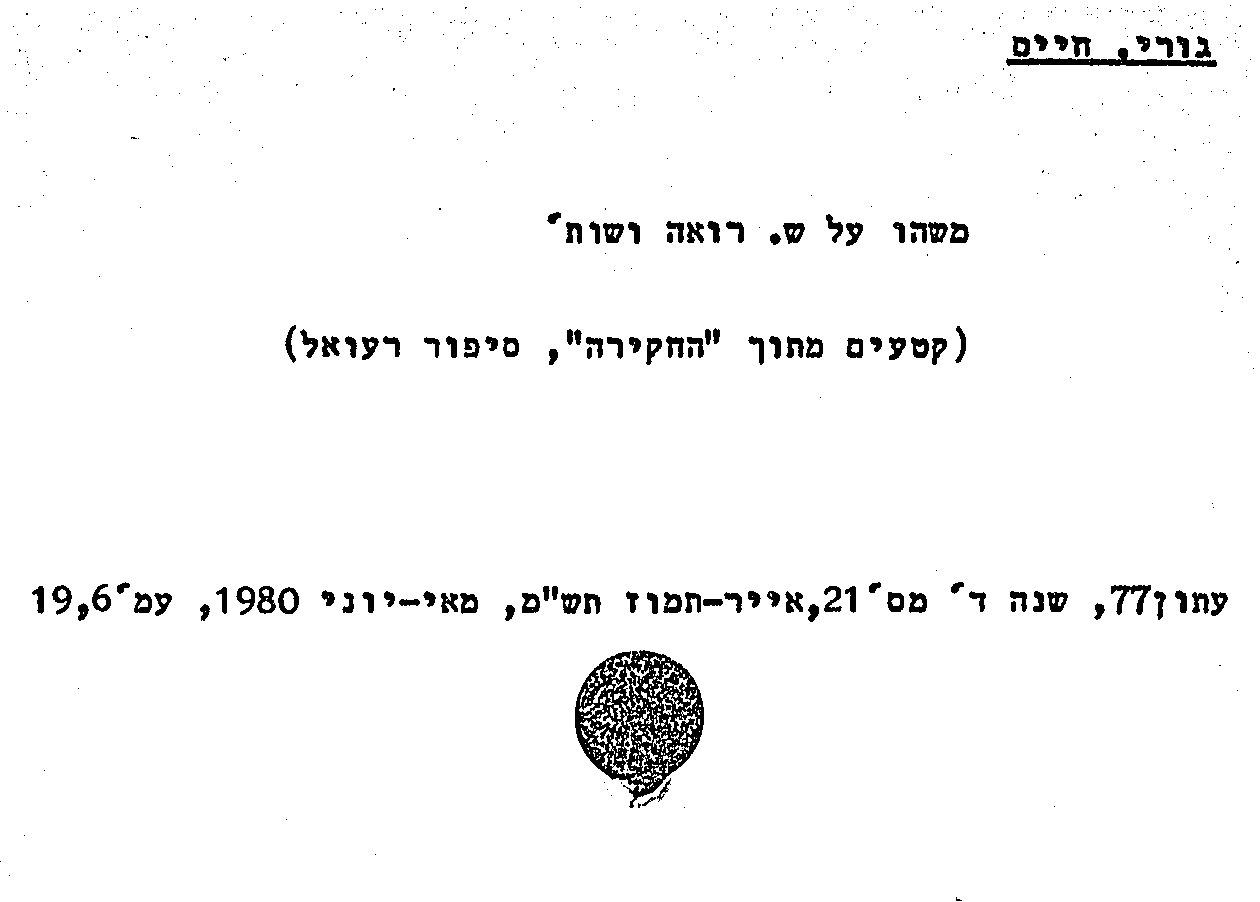 גורי, חיים
משהו על ש. רואה ושות'
(קטעים מתוך "החקירה", סיפור רעואל)
עתון77, שנה ד' מס'21,אייר-תמוז תש"מ, מאי-יוני 1980, עמ'19,6